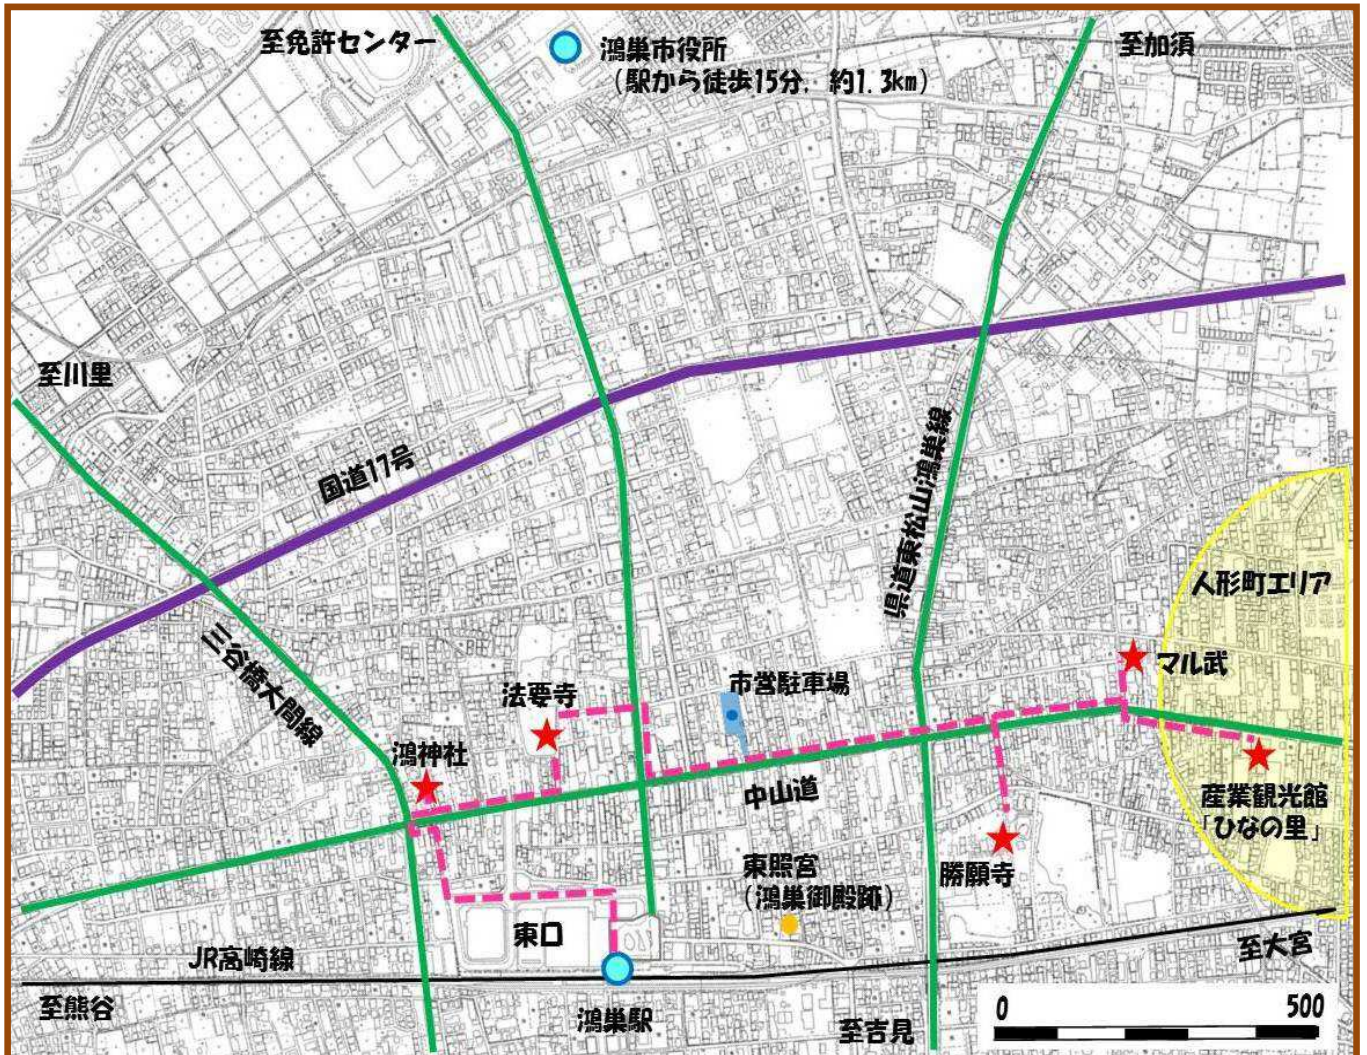 至免許センター
鴻巣市役所
(駅から徒歩15分，約1.3km)
至加須
至川里
国道17号
県道東松山鴻巣線
人形町エリア
三谷橋大間線
マル武
法要寺
市営駐車場
鴻神社
中山道
産業観光館
「ひなの里」
東照宮
(鴻巣御殿跡)
勝願寺
東口
JR高崎線
至大宮
至熊谷
鴻巣駅
至吉見
0
500